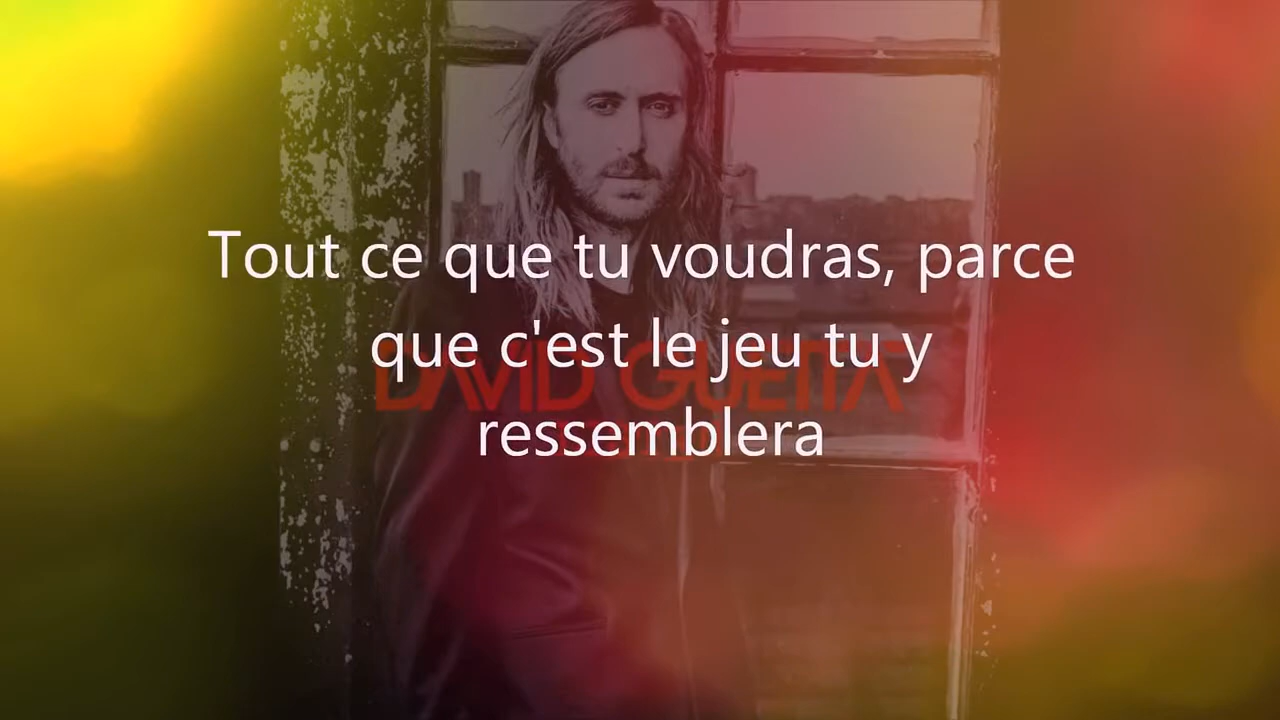 Tout ce que tu voudras, parce
que c'est le jeu tu y
DAVID GUETTA
ressemblera